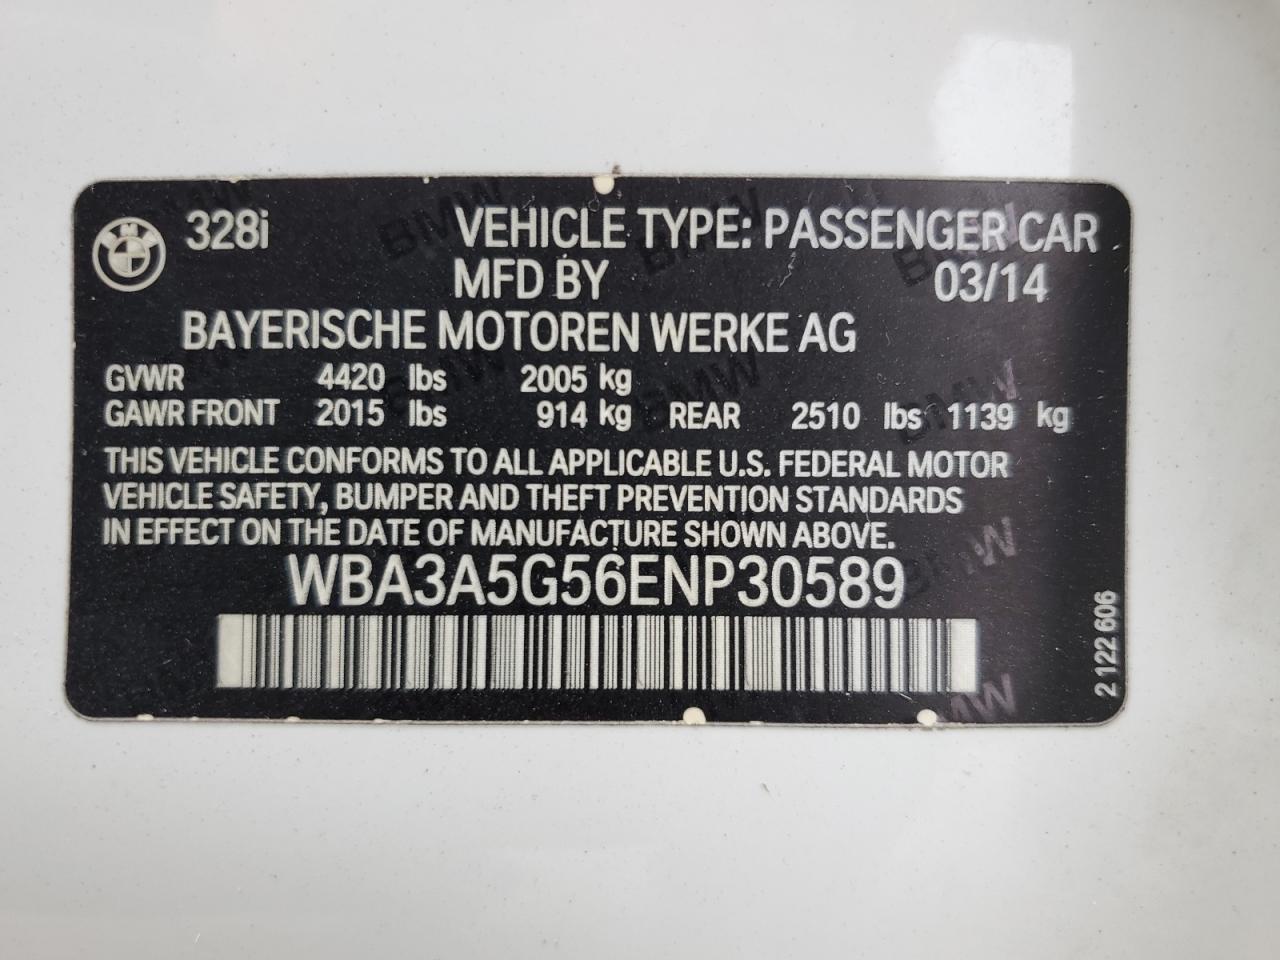 BMW 328i VEHICLE TYPE: PASSENGER CAR
MFD BY 03/14
BAYERISCHE MOTOREN WERKE AG
GVWR 4420 lbs 2005 kg
GAWR FRONT 2015 lbs 914 kg REAR 2510 lbs 1139 kg
THIS VEHICLE CONFORMS TO ALL APPLICABLE U.S. FEDERAL MOTOR
VEHICLE SAFETY, BUMPER AND THEFT PREVENTION STANDARDS
IN EFFECT ON THE DATE OF MANUFACTURE SHOWN ABOVE.
WBA3A5G56ENP30589
2 122 606